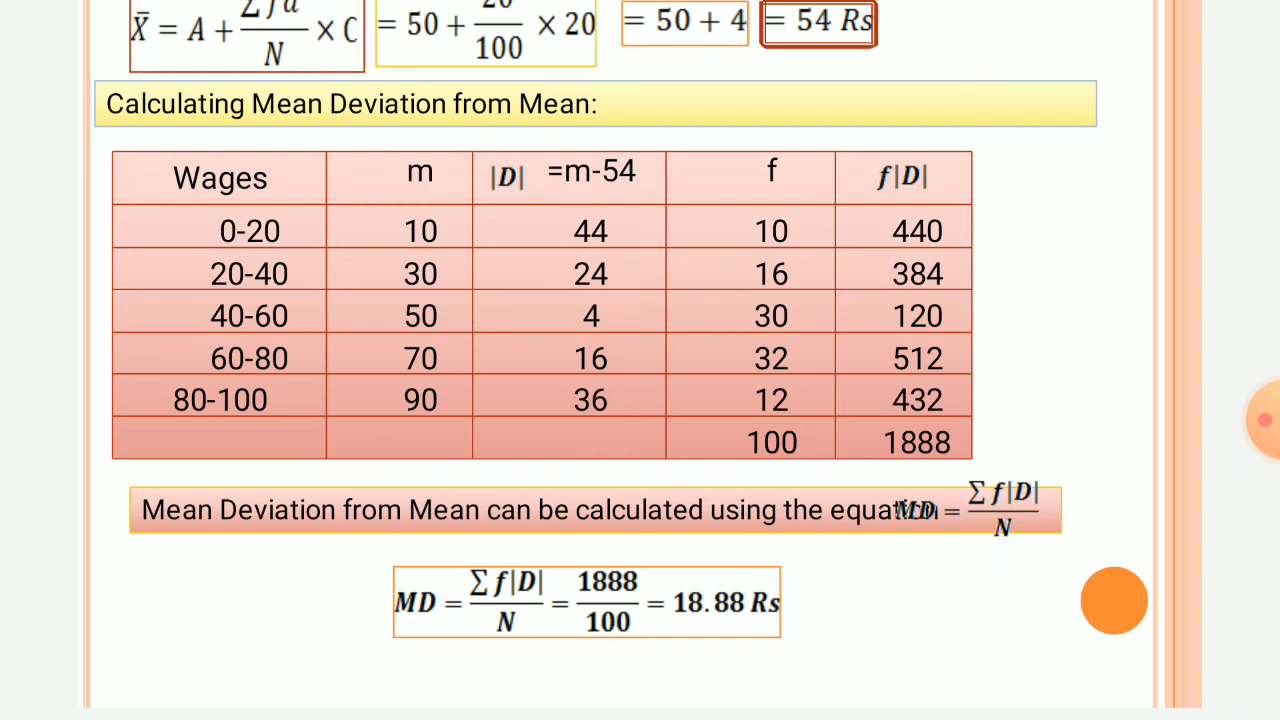 X̄ = A + ∑fd/N × C = 50 + 20/100 × 20 = 50 + 4 = 54 Rs
Calculating Mean Deviation from Mean:
Wages m |D| =m-54 f f|D|
0-20 10 44 10 440
20-40 30 24 16 384
40-60 50 4 30 120
60-80 70 16 32 512
80-100 90 36 12 432
100 1888
Mean Deviation from Mean can be calculated using the equation MD = ∑f|D|/N
MD = ∑f|D|/N = 1888/100 = 18.88 Rs